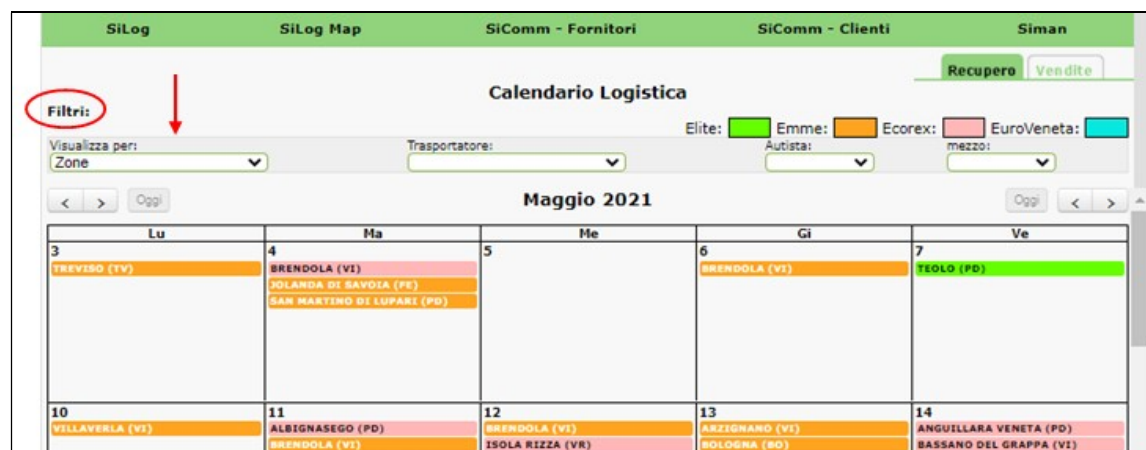 SiLog SiLog Map SiComm - Fornitori SiComm - Clienti Siman
Recupero Vendite
Calendario Logistica
Filtri:
Elite: Emme: Ecorex: EuroVeneta:
Visualizza per: Trasportatore: Autista: mezzo:
Zone
< > Oggi Maggio 2021 Oggi < >
Lu Ma Me Gi Ve
3 4 5 6 7
TREVISO (TV) BRENDOLA (VI) BRENDOLA (VI) TEOLO (PD)
JOLANDA DI SAVOIA (FE)
SAN MARTINO DI LUPARI (PD)
10 11 12 13 14
VILLAVERLA (VI) ALBIGNASEGO (PD) BRENDOLA (VI) ARZIGNANO (VI) ANGUILLARA VENETA (PD)
BRENDOLA (VI) ISOLA RIZZA (VR) BOLOGNA (BO) BASSANO DEL GRAPPA (VI)